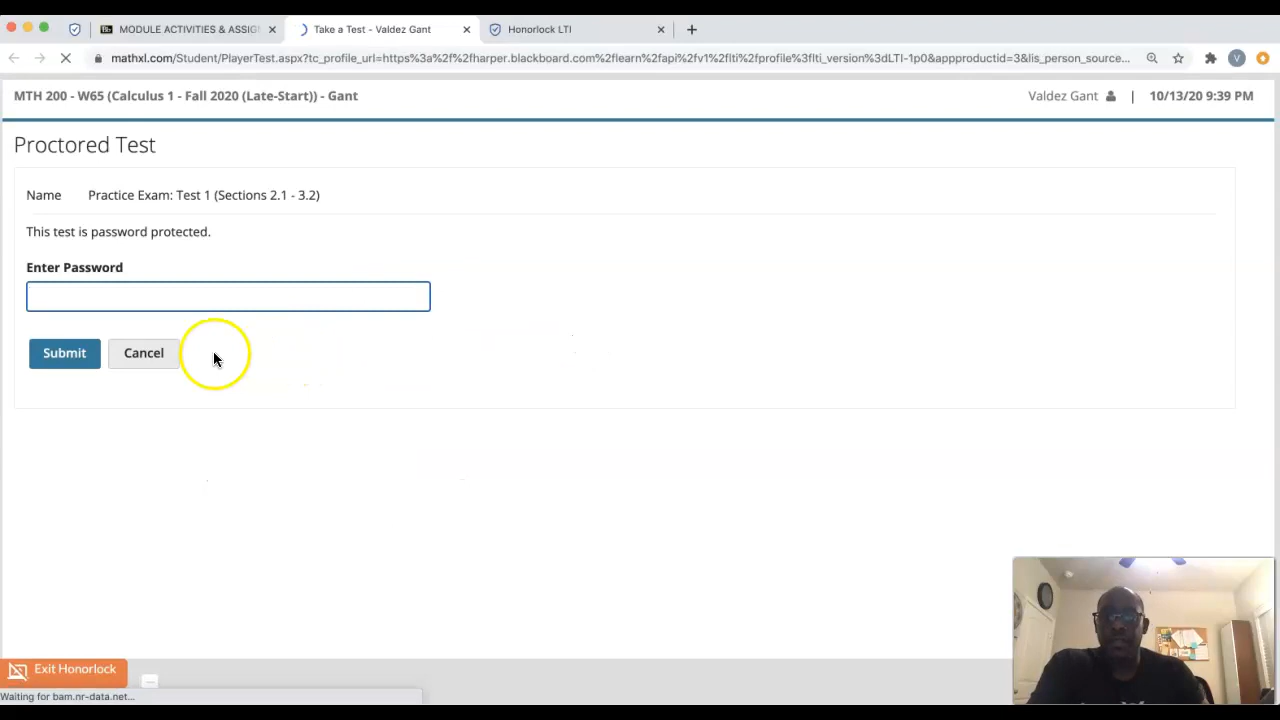 MODULE ACTIVITIES & ASSIGN
Take a Test - Valdez Gant
Honorlock LTI
mathxl.com/Student/PlayerTest.aspx?tc_profile_url=https%3a%2f%2fharper.blackboard.com%2flearn%2fapi%2fv1%2flti%2fprofile%3flti_version%3dLTI-1p0&appproductid=3&lis_person_source...
V
MTH 200 - W65 (Calculus 1 - Fall 2020 (Late-Start)) - Gant
Valdez Gant | 10/13/20 9:39 PM
Proctored Test
Name Practice Exam: Test 1 (Sections 2.1 - 3.2)
This test is password protected.
Enter Password
Submit Cancel
Exit Honorlock
Waiting for bam.nr-data.net...